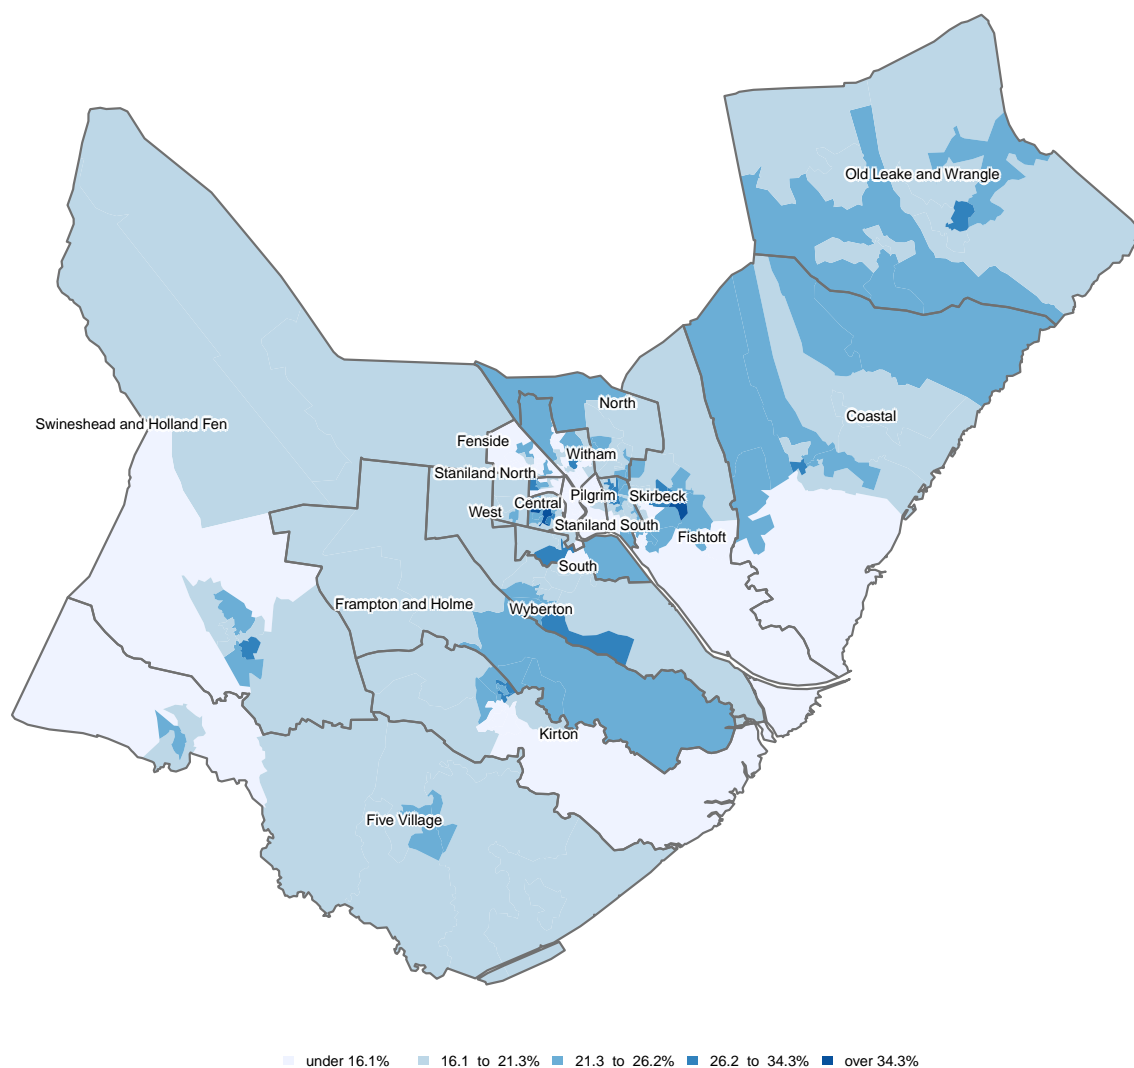 Old Leake and Wrangle
North
Coastal
Swineshead and Holland Fen
Fenside
Witham
Staniland North
Pilgrim
Skirbeck
Central
West
Staniland South
Fishtoft
South
Frampton and Holme
Wyberton
Kirton
Five Village
under 16.1% 16.1 to 21.3% 21.3 to 26.2% 26.2 to 34.3% over 34.3%